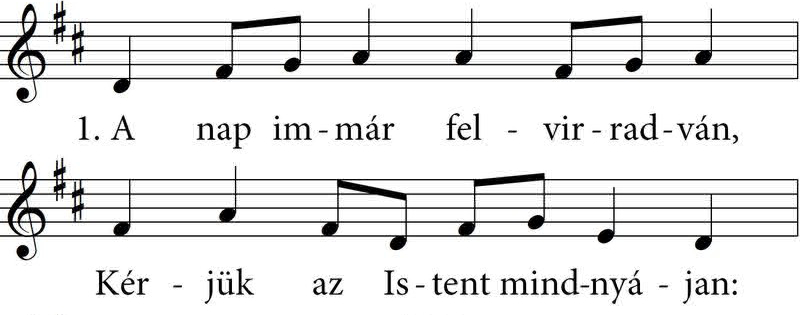 1. A nap im - már fel - vir - rad - ván,
Kér - jük az Is - tent mind - nyá - jan: